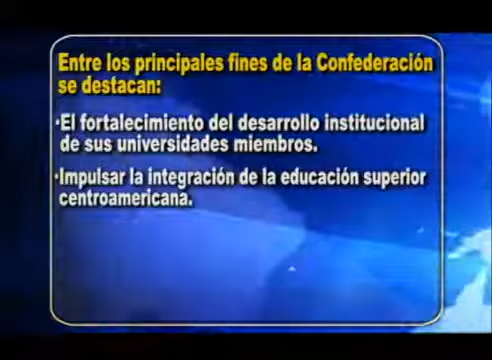 Entre los principales fines de la Confederación
se destacan:
·El fortalecimiento del desarrollo institucional
de sus universidades miembros.
·Impulsar la integración de la educación superior
centroamericana.